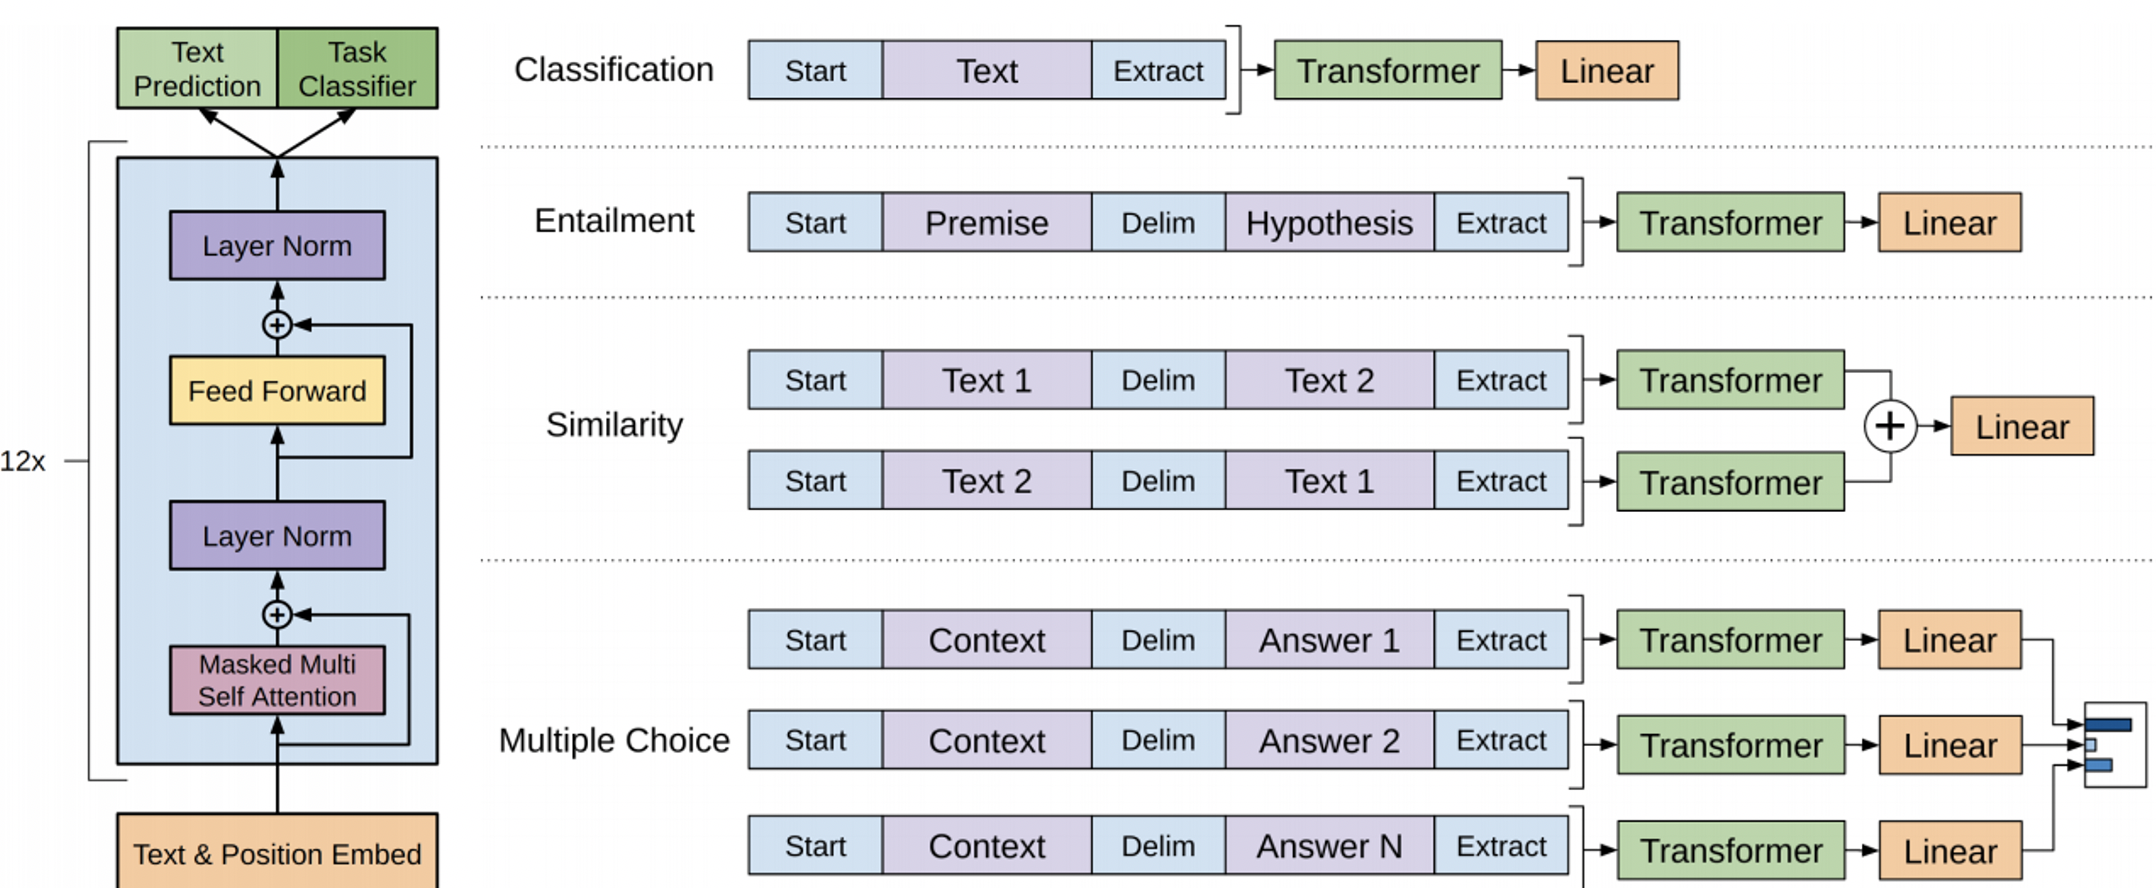 Text
Prediction
Task
Classifier
12x
Layer Norm
+
Feed Forward
Layer Norm
+
Masked Multi
Self Attention
Text & Position Embed
Classification
Start Text Extract Transformer Linear
Entailment
Start Premise Delim Hypothesis Extract Transformer Linear
Similarity
Start Text 1 Delim Text 2 Extract Transformer
+ Linear
Start Text 2 Delim Text 1 Extract Transformer
Multiple Choice
Start Context Delim Answer 1 Extract Transformer Linear
Start Context Delim Answer 2 Extract Transformer Linear
Start Context Delim Answer N Extract Transformer Linear